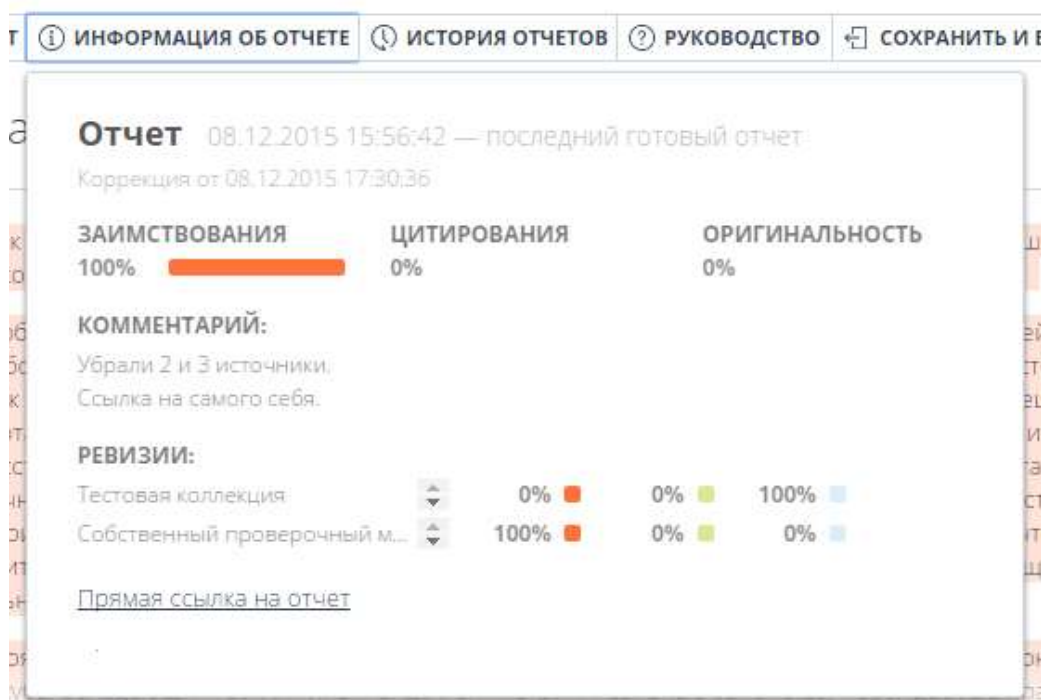 Т ИНФОРМАЦИЯ ОБ ОТЧЕТЕ ИСТОРИЯ ОТЧЕТОВ РУКОВОДСТВО СОХРАНИТЬ И В
Отчет 08.12.2015 15:56:42 — последний готовый отчет
Коррекция от 08.12.2015 17:30:36
ЗАИМСТВОВАНИЯ ЦИТИРОВАНИЯ ОРИГИНАЛЬНОСТЬ
100% 0% 0%
КОММЕНТАРИЙ:
Убрали 2 и 3 источники.
Ссылка на самого себя.
РЕВИЗИИ:
Тестовая коллекция 0% 0% 100%
Собственный проверочный м... 100% 0% 0%
Прямая ссылка на отчет